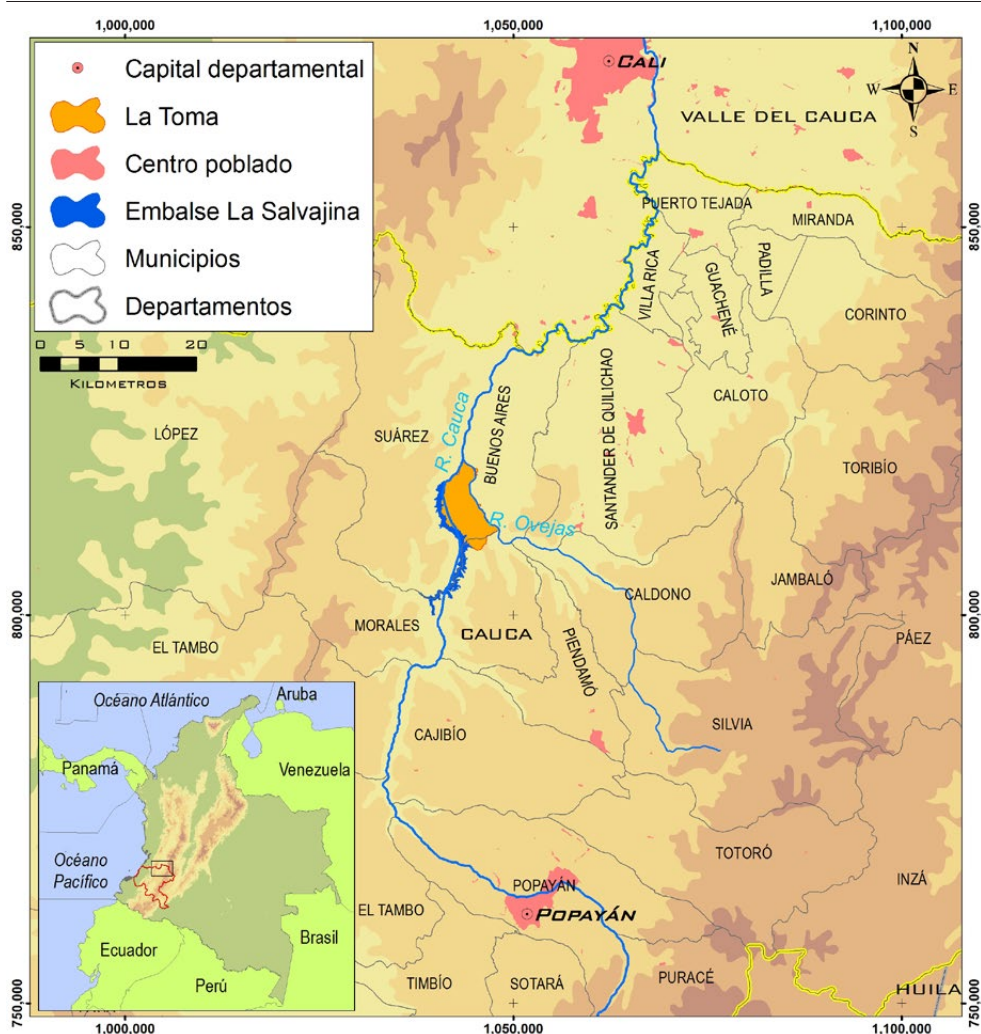 1,000,000
1,050,000
1,100,000
Capital departamental
La Toma
Centro poblado
Embalse La Salvajina
Municipios
Departamentos
0 5 10 20
KILOMETROS
N
W E
S
CALI
VALLE DEL CAUCA
850,000
850,000
PUERTO TEJADA
MIRANDA
VILLA RICA
GUACHENÉ
PADILLA
CORINTO
CALOTO
LÓPEZ
SUÁREZ
R. Cauca
BUENOS AIRES
SANTANDER DE QUILICHAO
TORIBÍO
R. Ovejas
JAMBALÓ
CALDONO
800,000
800,000
MORALES
CAUCA
PIENDAMÓ
PÁEZ
EL TAMBO
SILVIA
CAJIBÍO
Océano Atlántico
Aruba
Panamá
Venezuela
Océano
Pacífico
Ecuador
Perú
Brasil
TOTORÓ
INZÁ
POPAYÁN
POPAYÁN
EL TAMBO
TIMBÍO
SOTARÁ
PURACÉ
HUILA
750,000
750,000
1,000,000
1,050,000
1,100,000